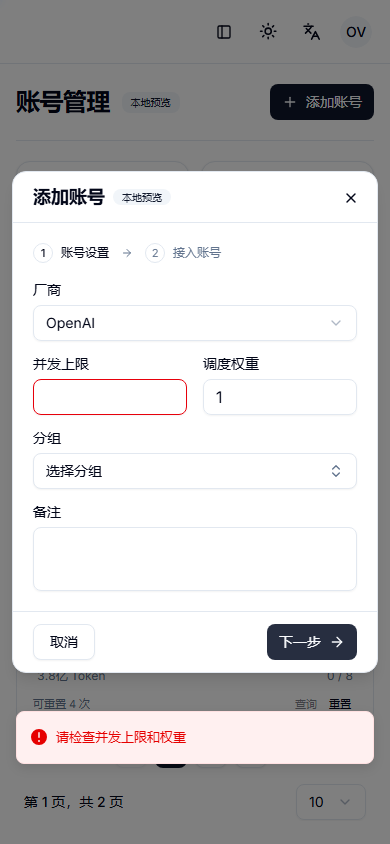 OV
账号管理 本地预览 添加账号
添加账号 本地预览
1 账号设置 2 接入账号
厂商
OpenAI
并发上限 调度权重
1
分组
选择分组
备注
取消 下一步
3.8亿 Token 0 / 8
可重置 4 次 查询 重置
请检查并发上限和权重
第 1 页，共 2 页 10